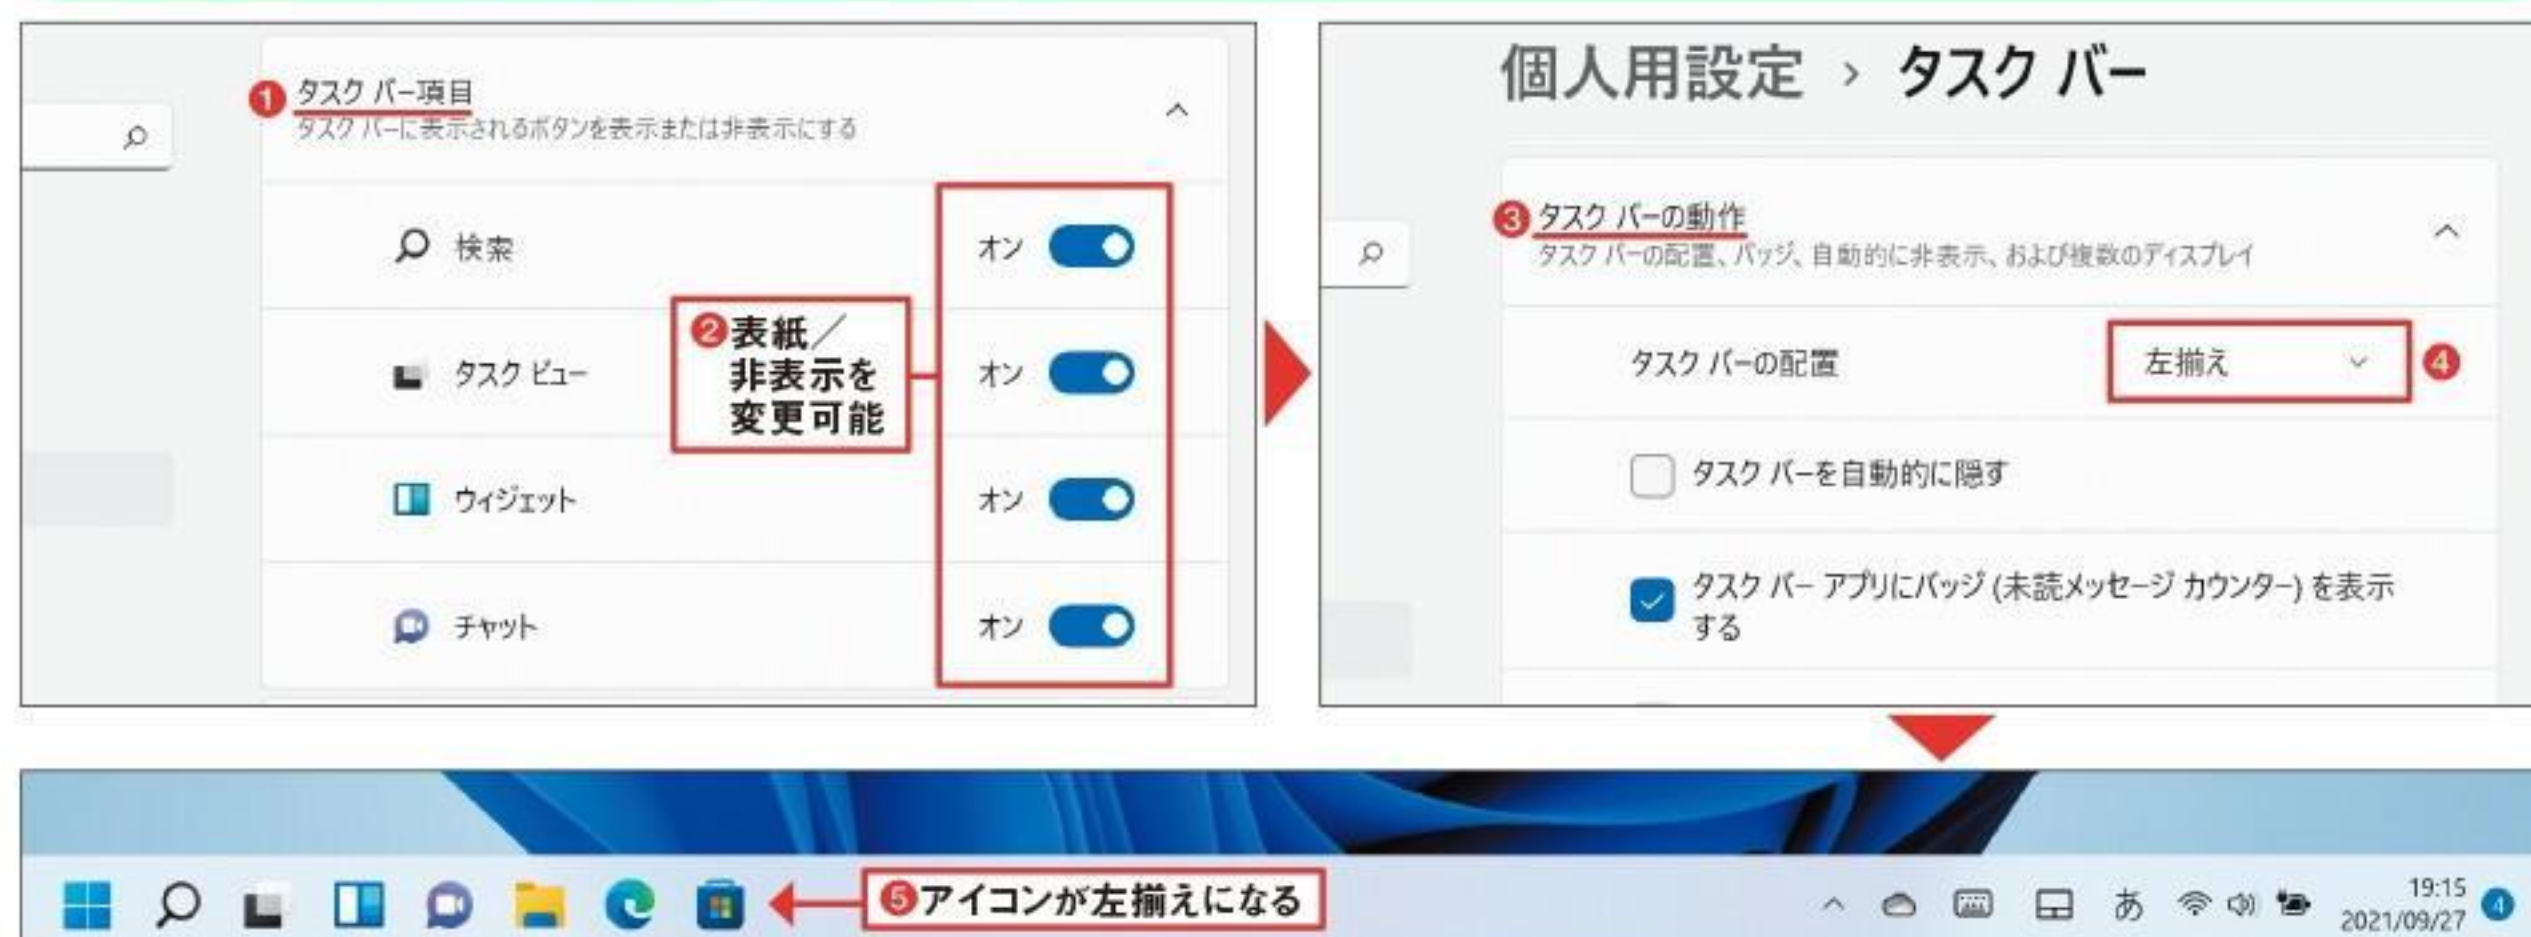 ❶タスク バー項目
タスク バーに表示されるボタンを表示または非表示にする
検索
オン
❷表紙／
非表示を
変更可能
タスク ビュー
オン
ウィジェット
オン
チャット
オン
個人用設定 › タスク バー
❸タスク バーの動作
タスク バーの配置、バッジ、自動的に非表示、および複数のディスプレイ
タスク バーの配置
左揃え
❹
タスク バーを自動的に隠す
タスク バー アプリにバッジ (未読メッセージ カウンター) を表示
する
❺アイコンが左揃えになる
あ
19:15
2021/09/27
4